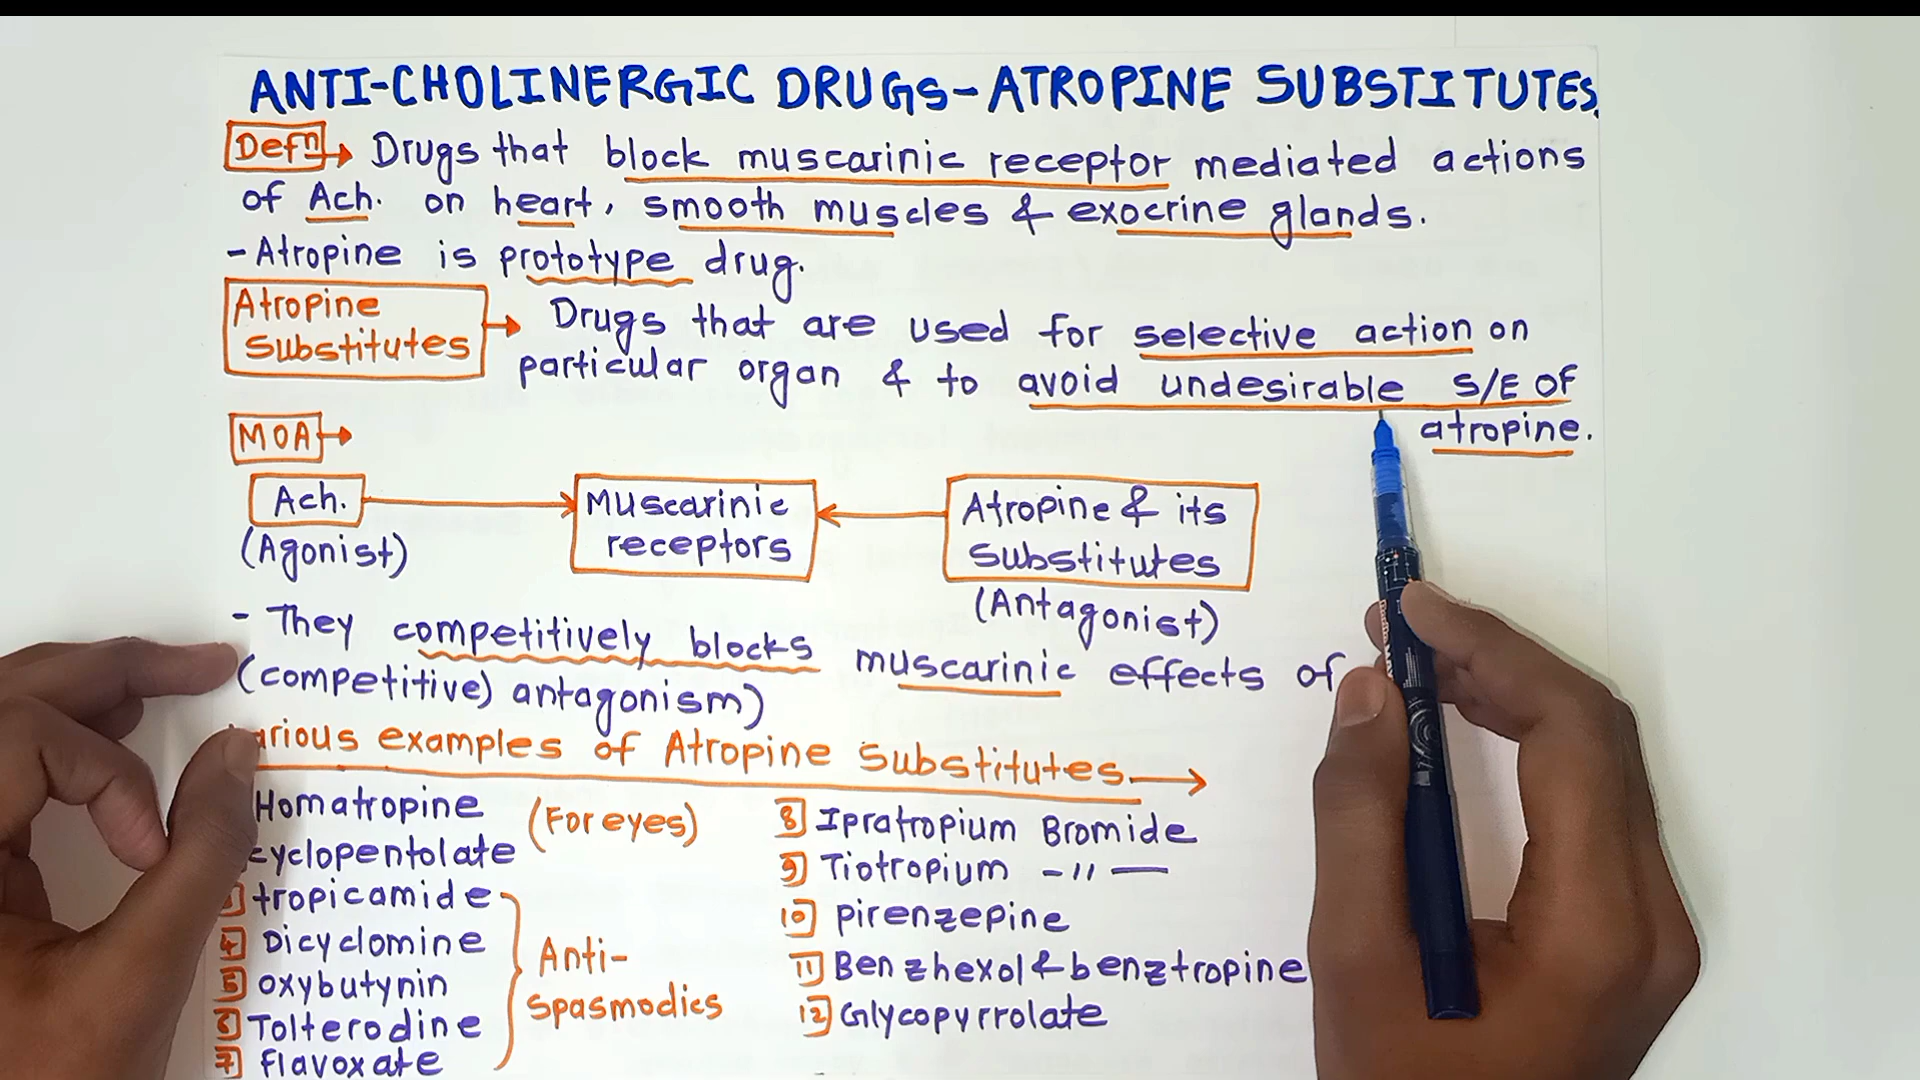 ANTI-CHOLINERGIC DRUGS-ATROPINE SUBSTITUTES.
Defⁿ → Drugs that block muscarinic receptor mediated actions
of Ach. on heart, smooth muscles & exocrine glands.
-Atropine is prototype drug.
Atropine
Substitutes → Drugs that are used for selective action on
particular organ & to avoid undesirable S/E OF
atropine.
MOA →
Ach.
(Agonist)
Muscarinic
receptors
Atropine & its
Substitutes
(Antagonist)
- They competitively blocks muscarinic effects of
(competitive) antagonism)
arious examples of Atropine Substitutes →
Homatropine
cyclopentolate
(For eyes)
tropicamide
4 Dicyclomine
5 oxybutynin
6 Tolterodine
7 flavoxate
Anti-
Spasmodics
8 Ipratropium Bromide
9 Tiotropium -〃—
10 pirenzepine
11 Benzhexol & benztropine
12 Glycopyrrolate